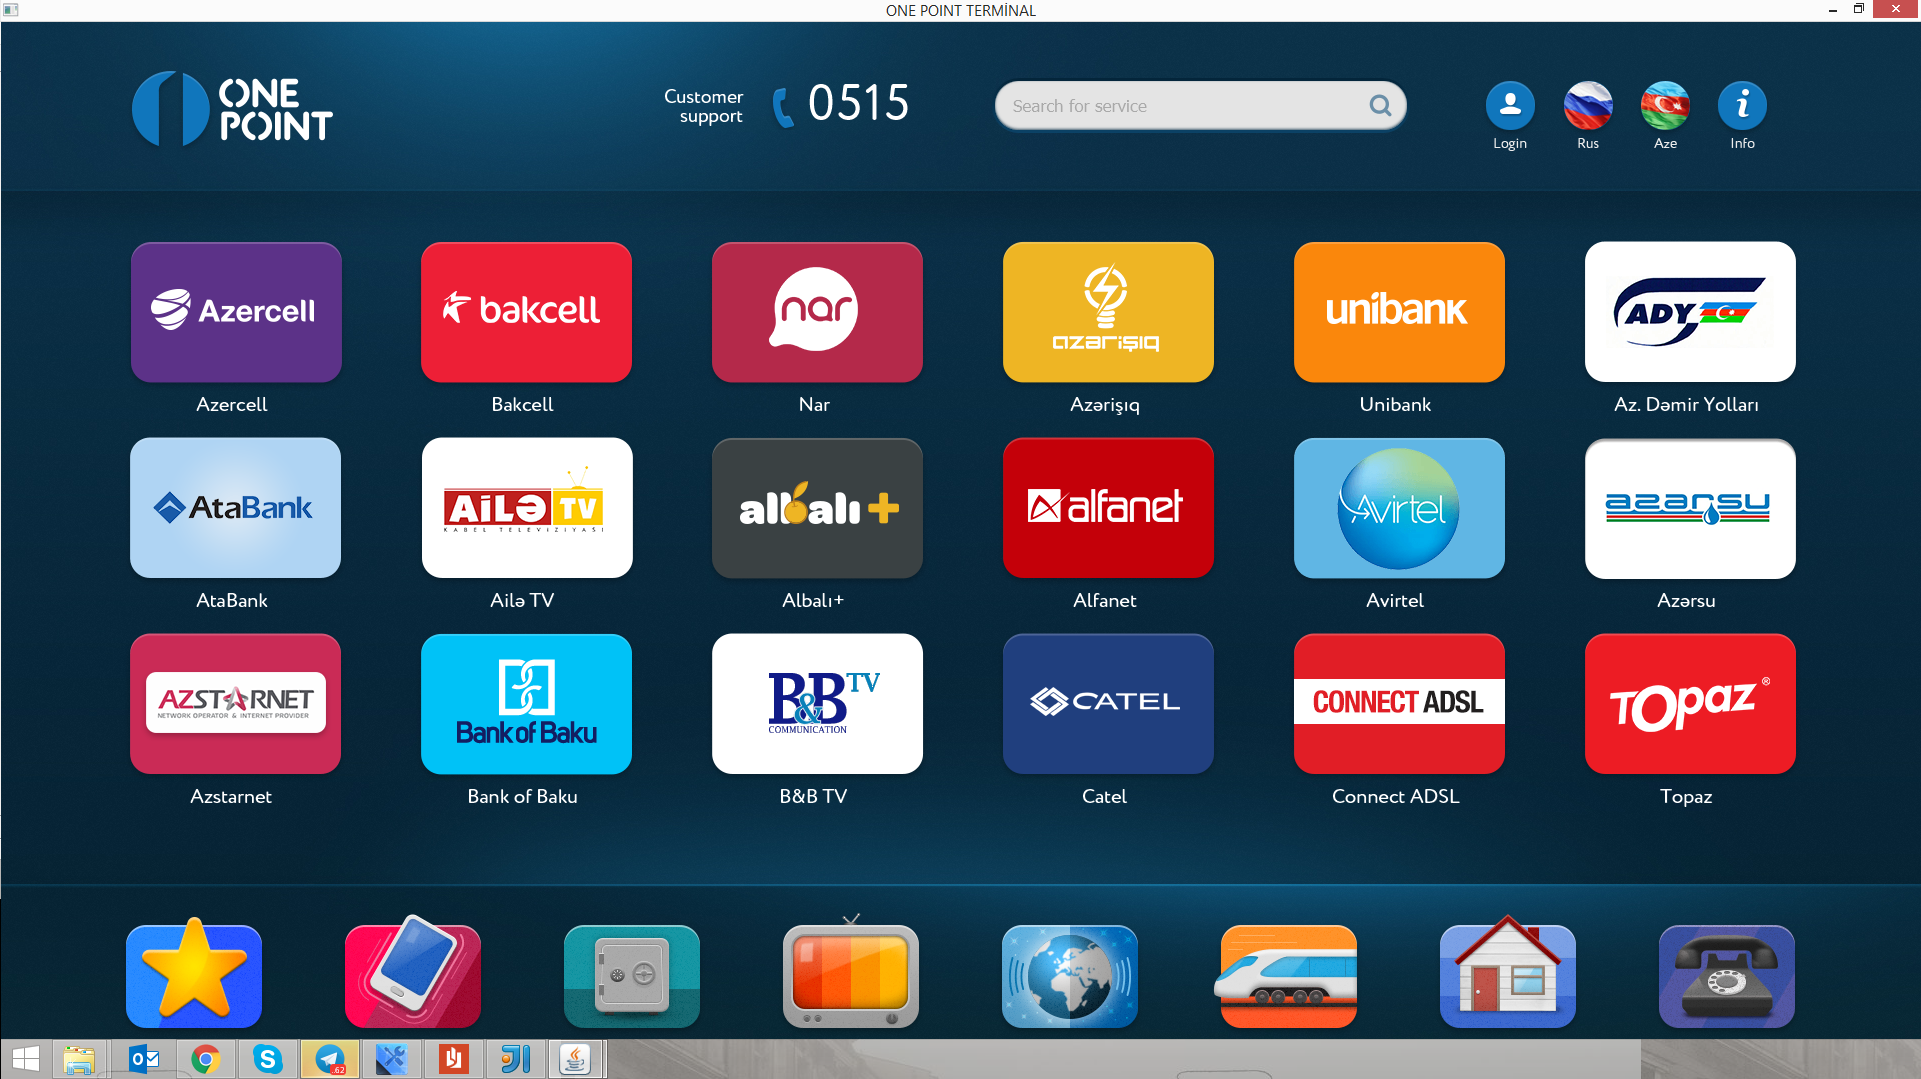 ONE POINT TERMİNAL
ONE
POINT
Customer
support
0515
Search for service
Login
Rus
Aze
Info
Azercell
bakcell
nar
azərişıq
unibank
ADY
Azercell
Bakcell
Nar
Azərişıq
Unibank
Az. Dəmir Yolları
AtaBank
AiLƏ TV
KABEL TELEVİZİYASI
albalı+
alfanet
Avirtel
azərsu
AtaBank
Ailə TV
Albalı+
Alfanet
Avirtel
Azərsu
AZSTARNET
NETWORK OPERATOR & INTERNET PROVIDER
Bank of Baku
B&B TV
COMMUNICATION
CATEL
CONNECT ADSL
TOpaz®
Azstarnet
Bank of Baku
B&B TV
Catel
Connect ADSL
Topaz
62